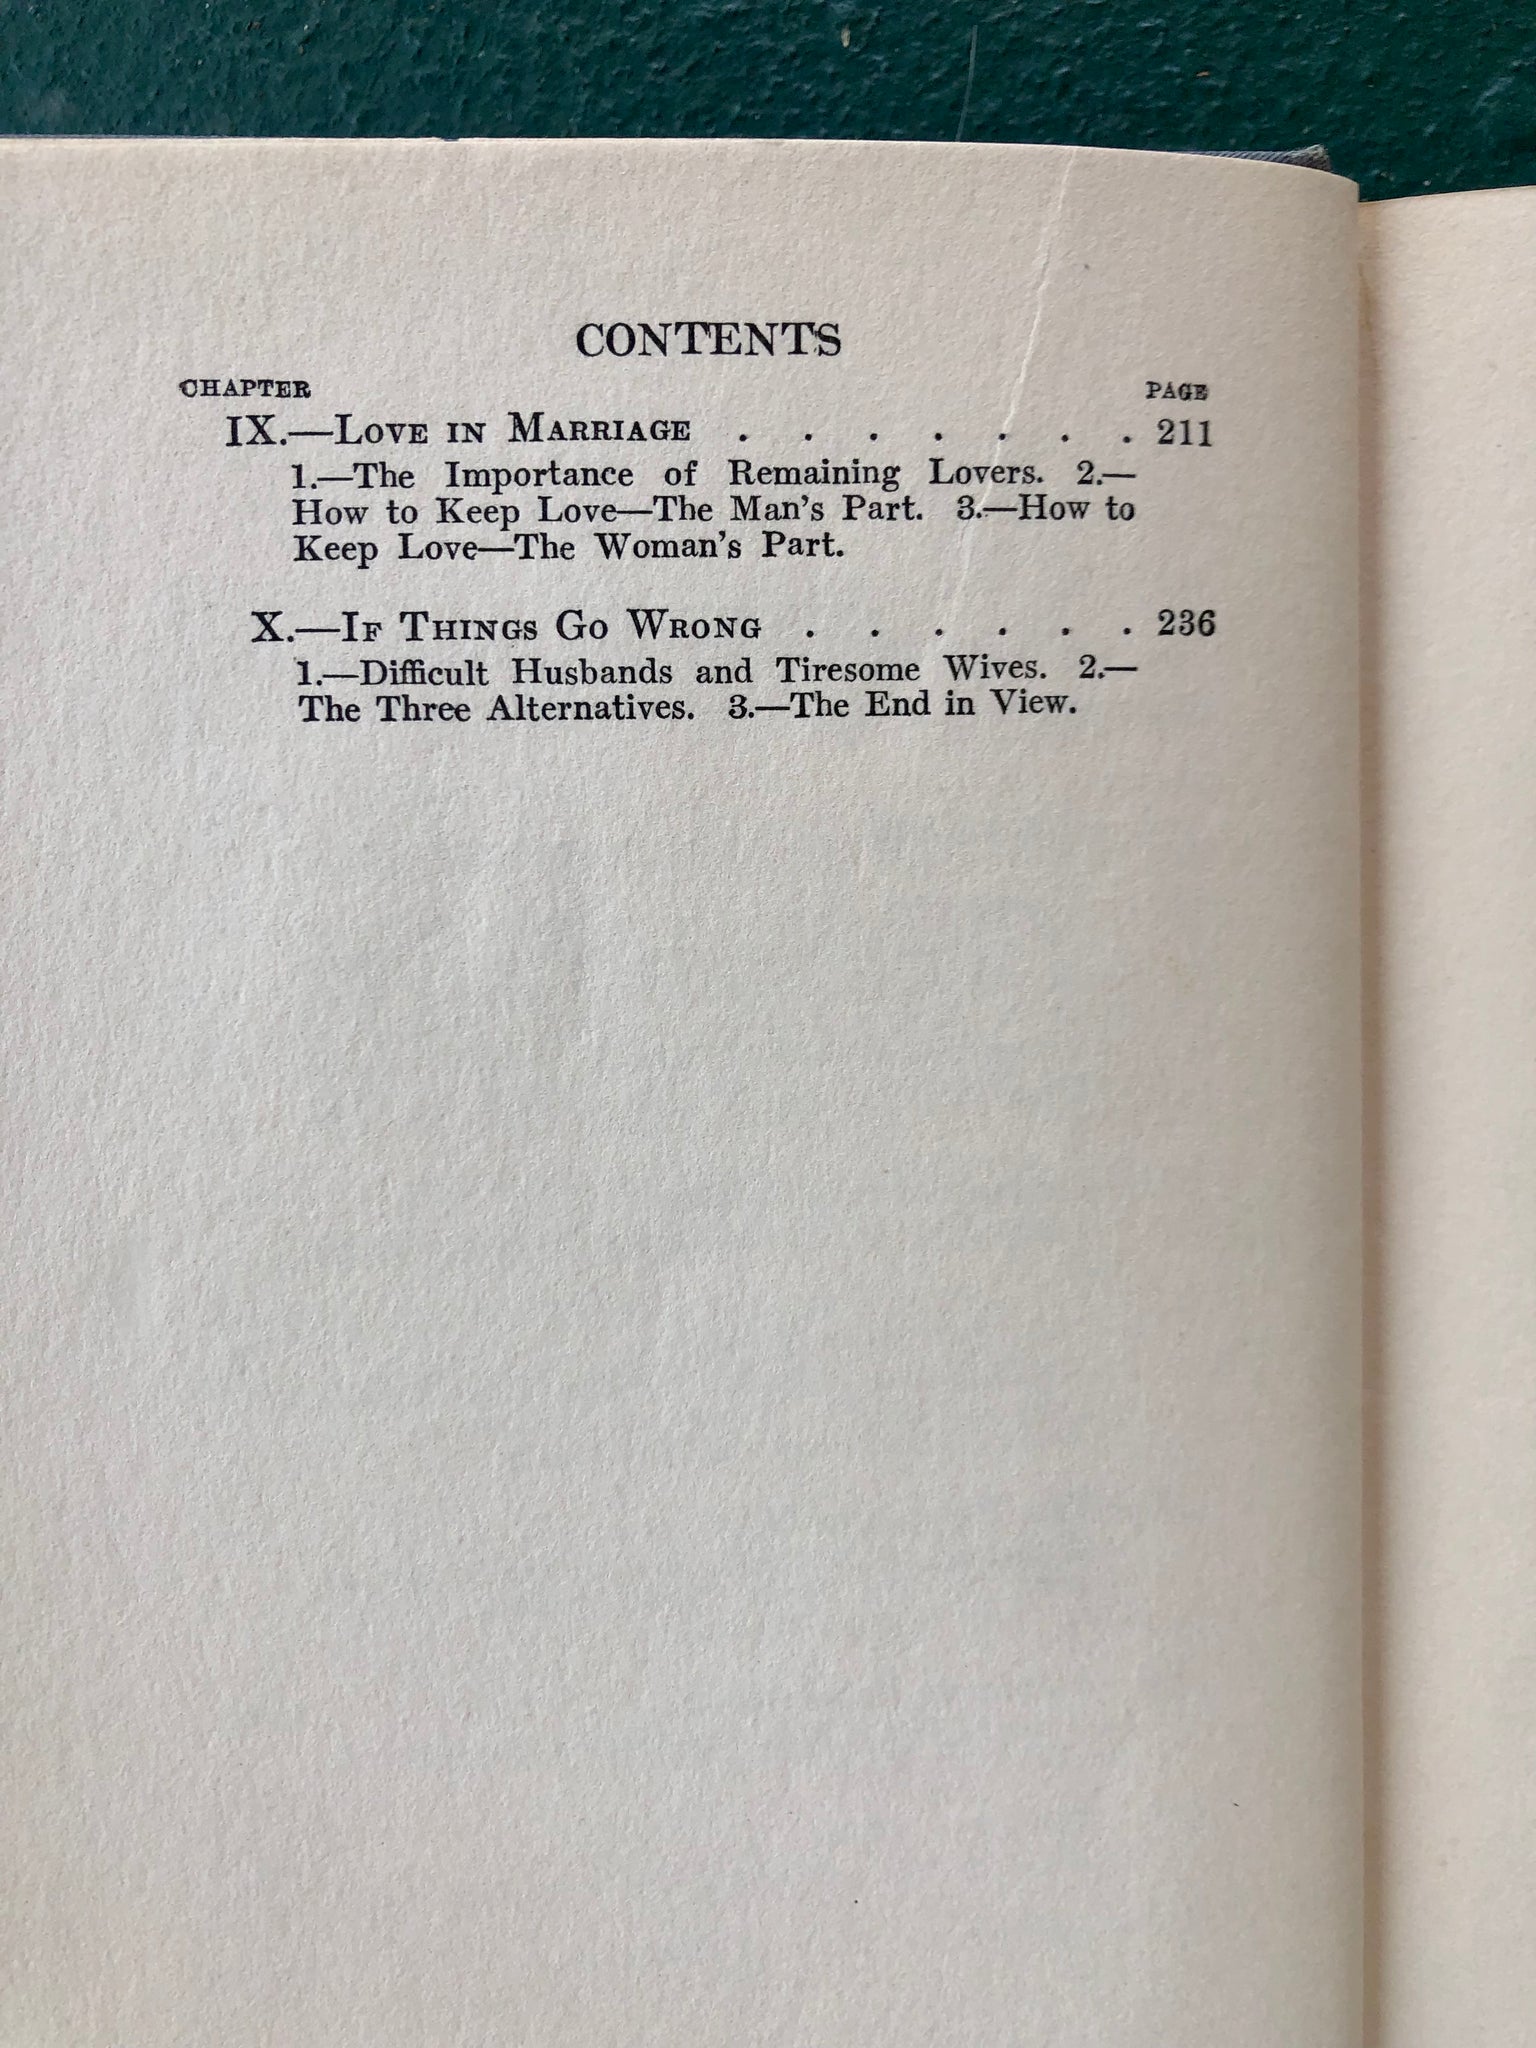 CONTENTS
CHAPTER PAGE
IX.—LOVE IN MARRIAGE . . . . . . . 211
1.—The Importance of Remaining Lovers. 2.—
How to Keep Love—The Man's Part. 3.—How to
Keep Love—The Woman's Part.
X.—IF THINGS GO WRONG . . . . . . 236
1.—Difficult Husbands and Tiresome Wives. 2.—
The Three Alternatives. 3.—The End in View.